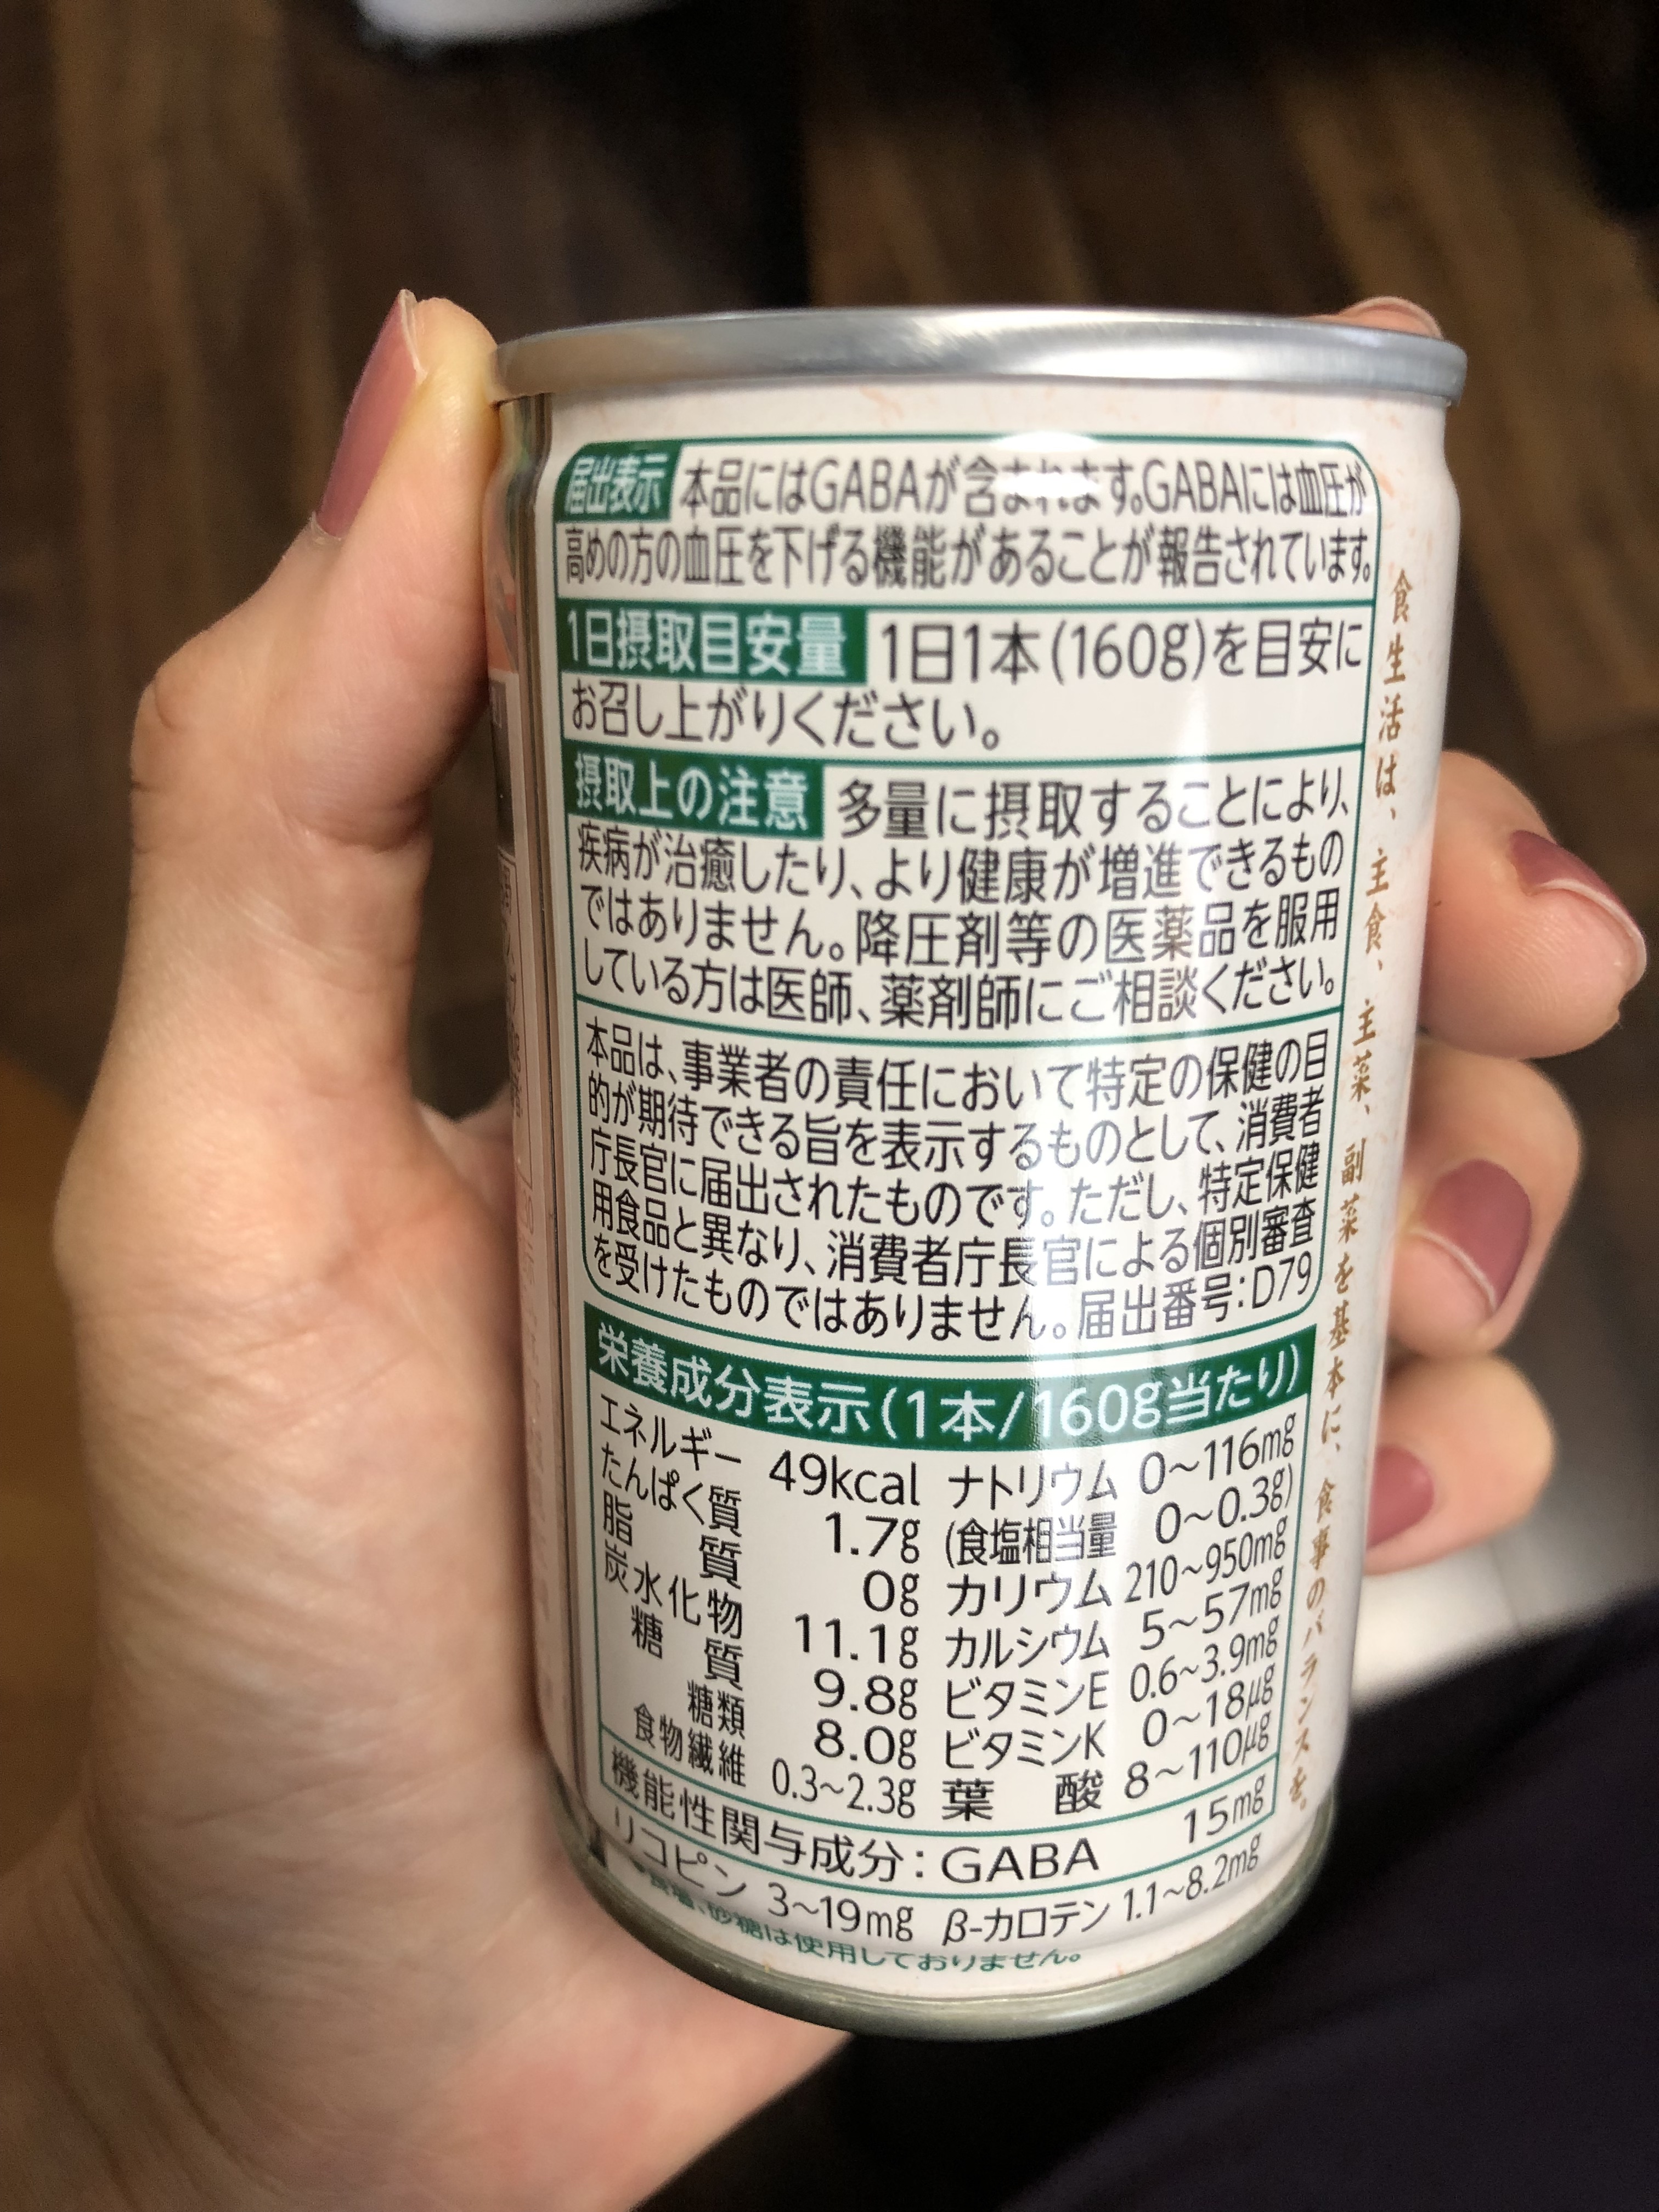 届出表示 本品にはGABAが含まれます。GABAには血圧が
高めの方の血圧を下げる機能があることが報告されています。
1日摂取目安量 1日1本(160g)を目安に
お召し上がりください。
摂取上の注意 多量に摂取することにより、
疾病が治癒したり、より健康が増進できるもの
ではありません。降圧剤等の医薬品を服用
している方は医師、薬剤師にご相談ください。
本品は、事業者の責任において特定の保健の目
的が期待できる旨を表示するものとして、消費者
庁長官に届出されたものです。ただし、特定保健
用食品と異なり、消費者庁長官による個別審査
を受けたものではありません。届出番号:D79
栄養成分表示(1本/160g当たり)
エネルギー 49kcal ナトリウム 0~116mg
たんぱく質 1.7g (食塩相当量 0~0.3g)
脂質 0g カリウム 210~950mg
炭水化物 11.1g カルシウム 5~57mg
糖質 9.8g ビタミンE 0.6~3.9mg
糖類 8.0g ビタミンK 0~18μg
食物繊維 0.3~2.3g 葉酸 8~110μg
機能性関与成分:GABA 15mg
リコピン 3~19mg β-カロテン 1.1~8.2mg
食塩、砂糖は使用しておりません。
食生活は、主食、主菜、副菜を基本に、食事のバランスを。